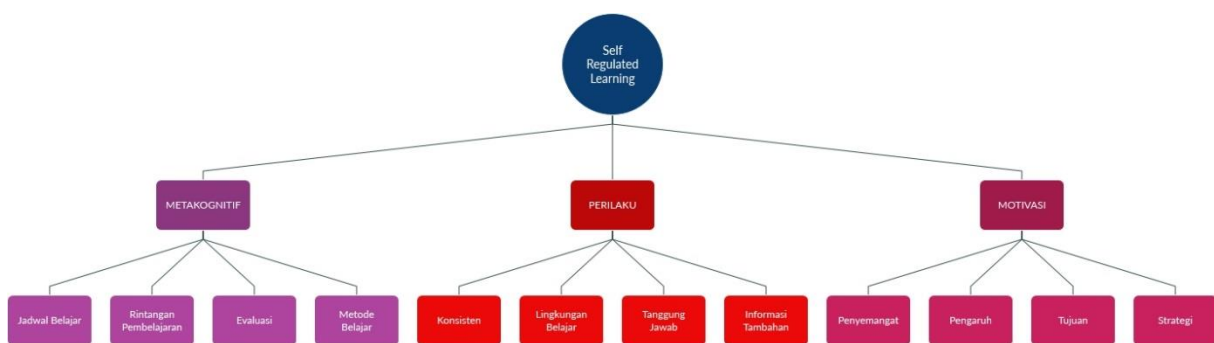 Self
Regulated
Learning
METAKOGNITIF
PERILAKU
MOTIVASI
Jadwal Belajar
Rintangan
Pembelajaran
Evaluasi
Metode
Belajar
Konsisten
Lingkungan
Belajar
Tanggung
Jawab
Informasi
Tambahan
Penyemangat
Pengaruh
Tujuan
Strategi